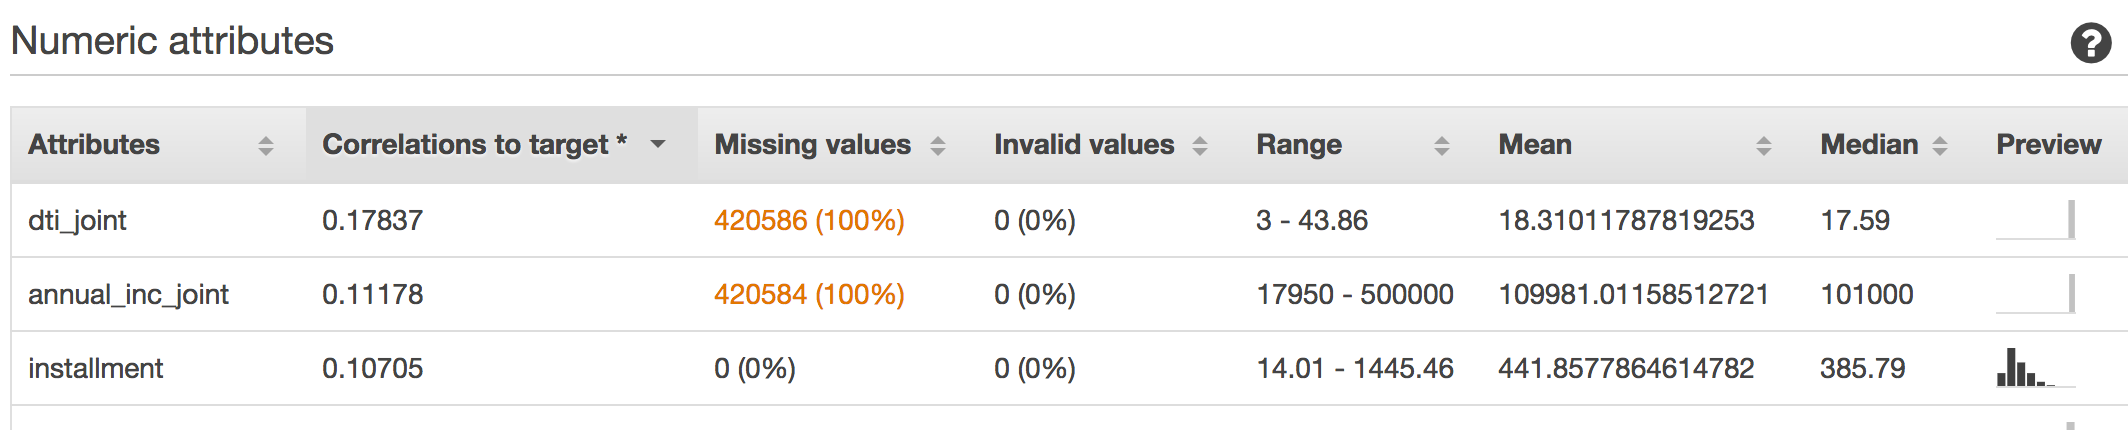 Numeric attributes
?
Attributes Correlations to target * Missing values Invalid values Range Mean Median Preview
dti_joint 0.17837 420586 (100%) 0 (0%) 3 - 43.86 18.31011787819253 17.59
annual_inc_joint 0.11178 420584 (100%) 0 (0%) 17950 - 500000 109981.01158512721 101000
installment 0.10705 0 (0%) 0 (0%) 14.01 - 1445.46 441.8577864614782 385.79